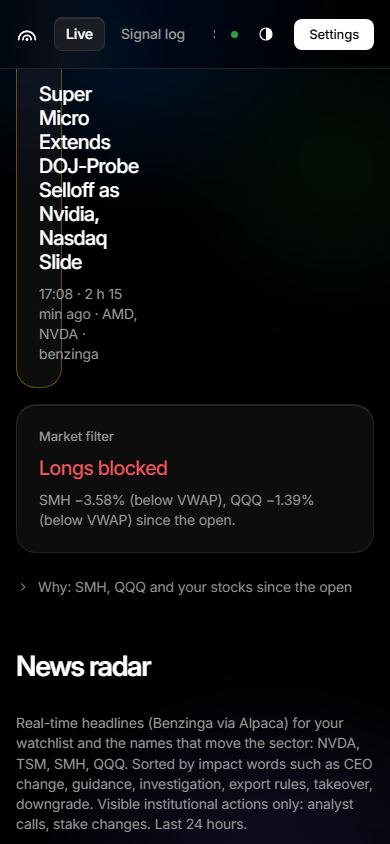 Live
Signal log
Settings
Super
Micro
Extends
DOJ-Probe
Selloff as
Nvidia,
Nasdaq
Slide
17:08 · 2 h 15
min ago · AMD,
NVDA ·
benzinga
Market filter
Longs blocked
SMH −3.58% (below VWAP), QQQ −1.39%
(below VWAP) since the open.
Why: SMH, QQQ and your stocks since the open
News radar
Real-time headlines (Benzinga via Alpaca) for your
watchlist and the names that move the sector: NVDA,
TSM, SMH, QQQ. Sorted by impact words such as CEO
change, guidance, investigation, export rules, takeover,
downgrade. Visible institutional actions only: analyst
calls, stake changes. Last 24 hours.